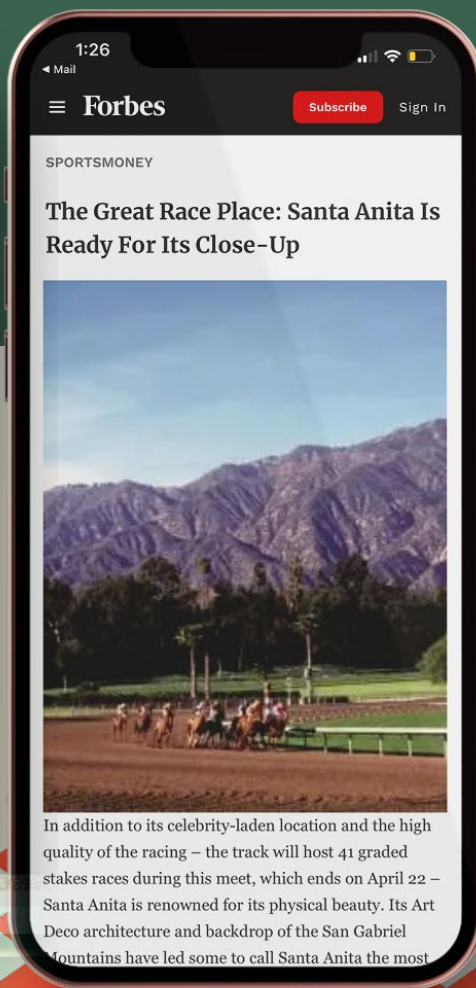 1:26
◀ Mail
Forbes
Subscribe
Sign In
SPORTSMONEY
The Great Race Place: Santa Anita Is
Ready For Its Close-Up
In addition to its celebrity-laden location and the high
quality of the racing – the track will host 41 graded
stakes races during this meet, which ends on April 22 –
Santa Anita is renowned for its physical beauty. Its Art
Deco architecture and backdrop of the San Gabriel
Mountains have led some to call Santa Anita the most